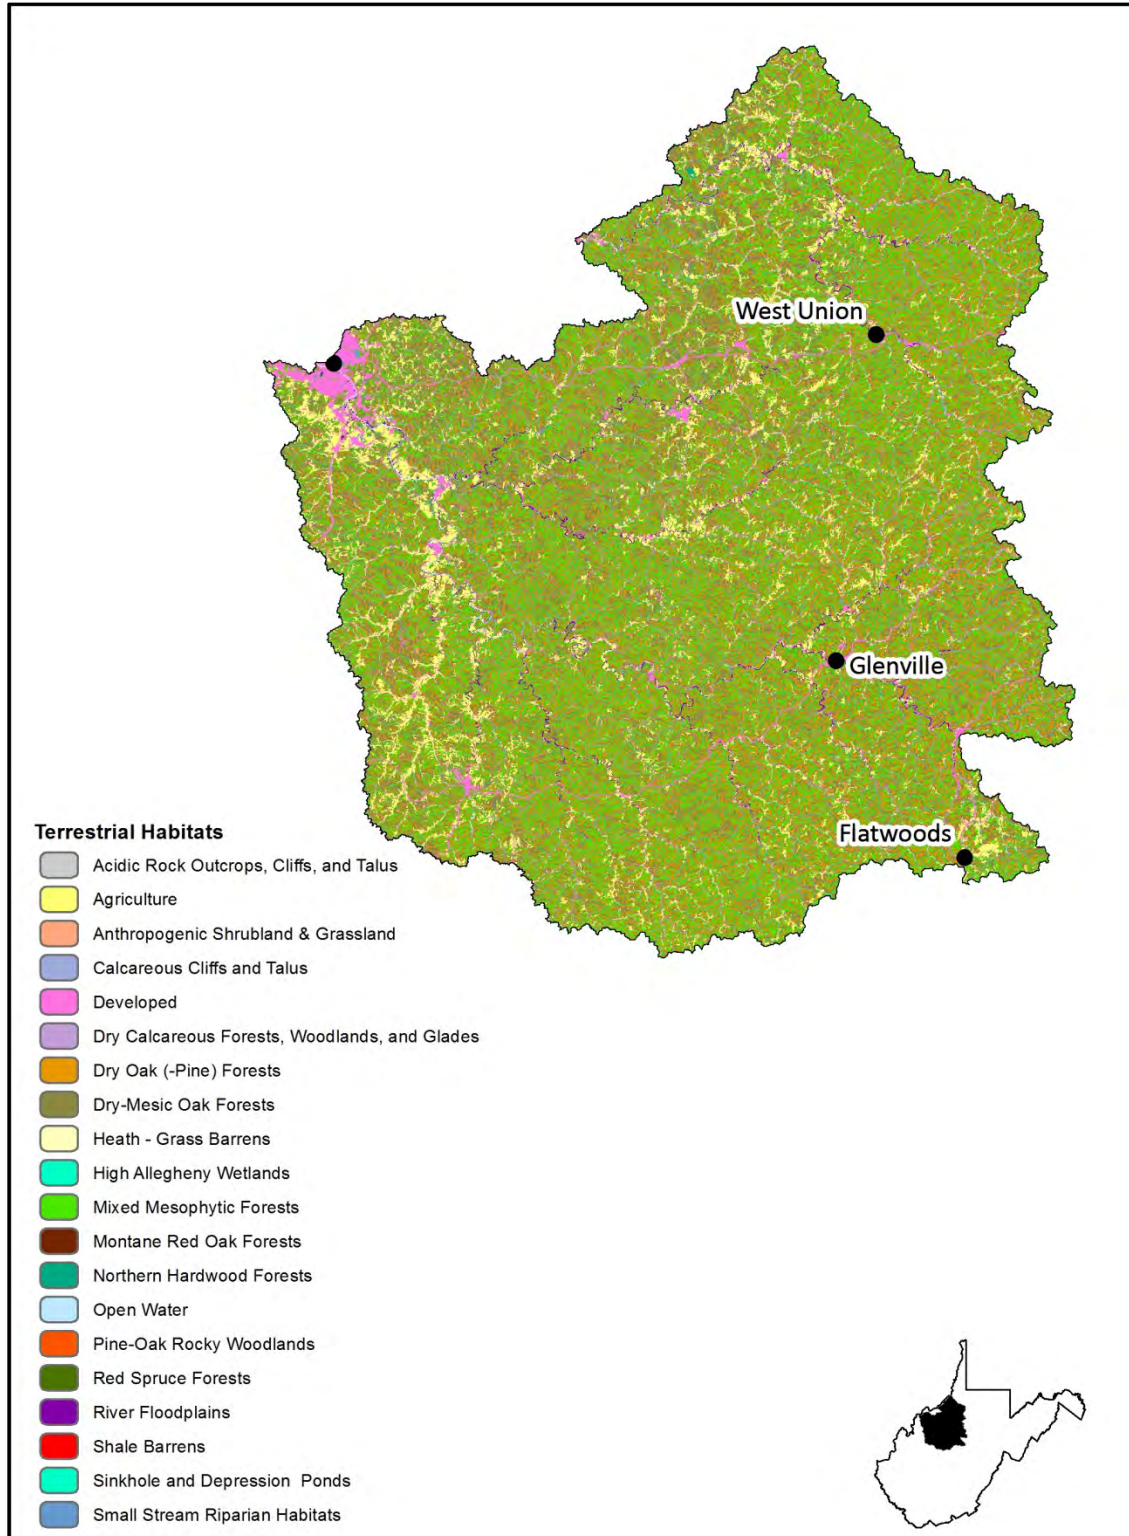 West Union
Glenville
Flatwoods
Terrestrial Habitats
Acidic Rock Outcrops, Cliffs, and Talus
Agriculture
Anthropogenic Shrubland & Grassland
Calcareous Cliffs and Talus
Developed
Dry Calcareous Forests, Woodlands, and Glades
Dry Oak (-Pine) Forests
Dry-Mesic Oak Forests
Heath - Grass Barrens
High Allegheny Wetlands
Mixed Mesophytic Forests
Montane Red Oak Forests
Northern Hardwood Forests
Open Water
Pine-Oak Rocky Woodlands
Red Spruce Forests
River Floodplains
Shale Barrens
Sinkhole and Depression Ponds
Small Stream Riparian Habitats